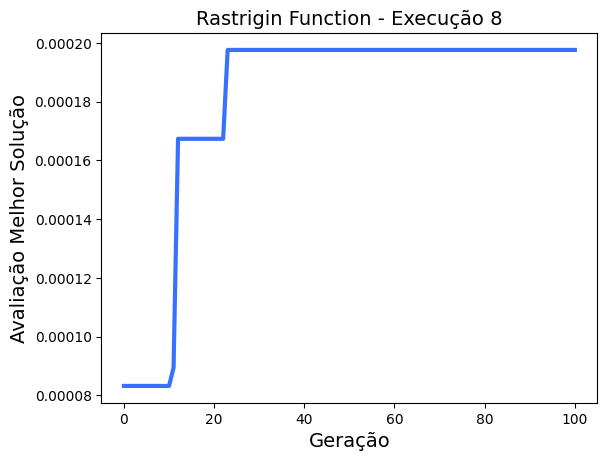 Rastrigin Function - Execução 8
Avaliação Melhor Solução
0.00020
0.00018
0.00016
0.00014
0.00012
0.00010
0.00008
0 20 40 60 80 100
Geração